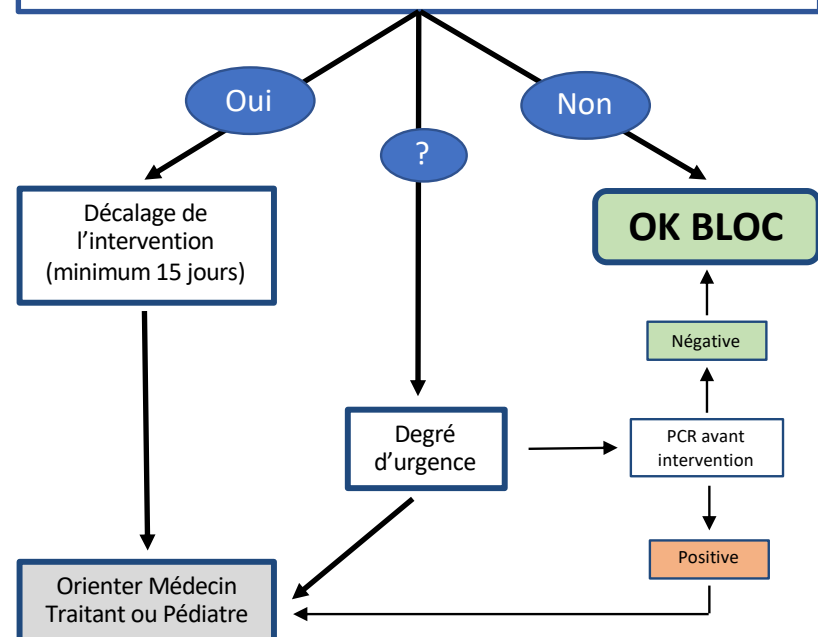 Oui
Non
?
Décalage de
l’intervention
(minimum 15 jours)
OK BLOC
Négative
Degré
d’urgence
PCR avant
intervention
Positive
Orienter Médecin
Traitant ou Pédiatre